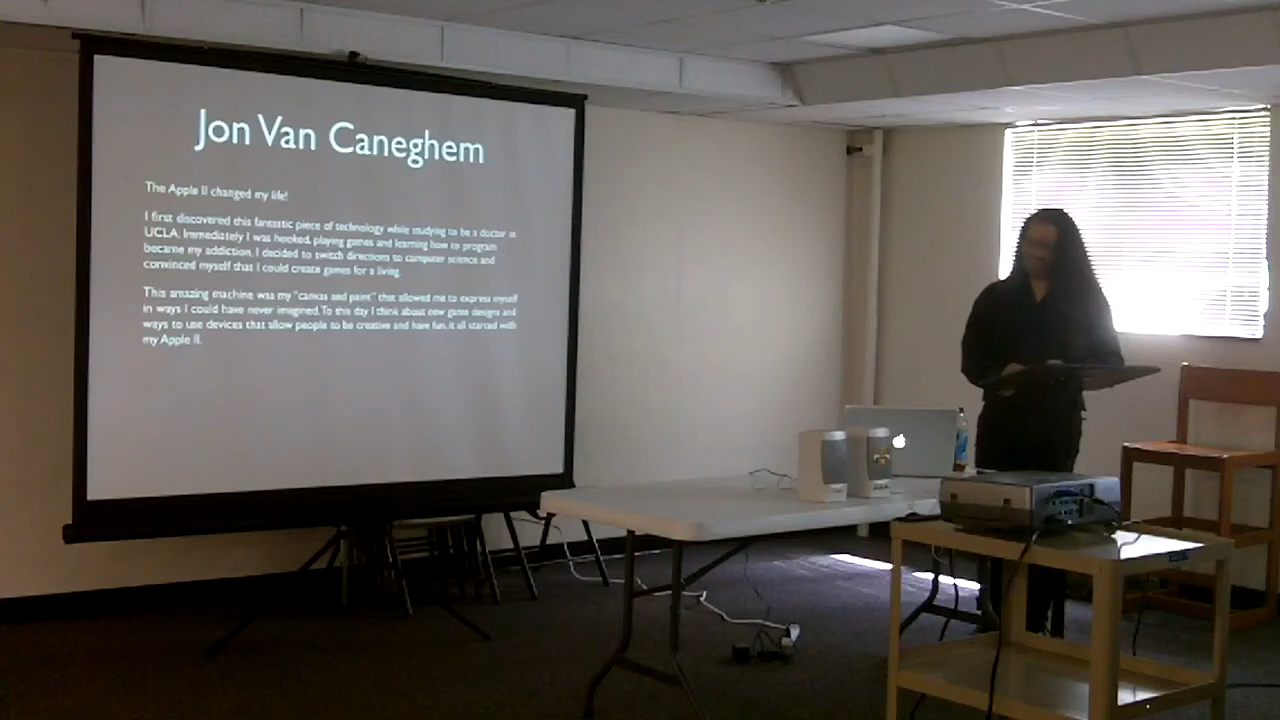 Jon Van Caneghem
The Apple II changed my life!
I first discovered this fantastic piece of technology while studying to be a doctor at
UCLA. Immediately I was hooked, playing games and learning how to program
became my addiction. I decided to switch directions to computer science and
convinced myself that I could create games for a living.
This amazing machine was my "canvas and paint" that allowed me to express myself
in ways I could have never imagined. To this day I think about new game designs and
ways to use devices that allow people to be creative and have fun, it all started with
my Apple II.